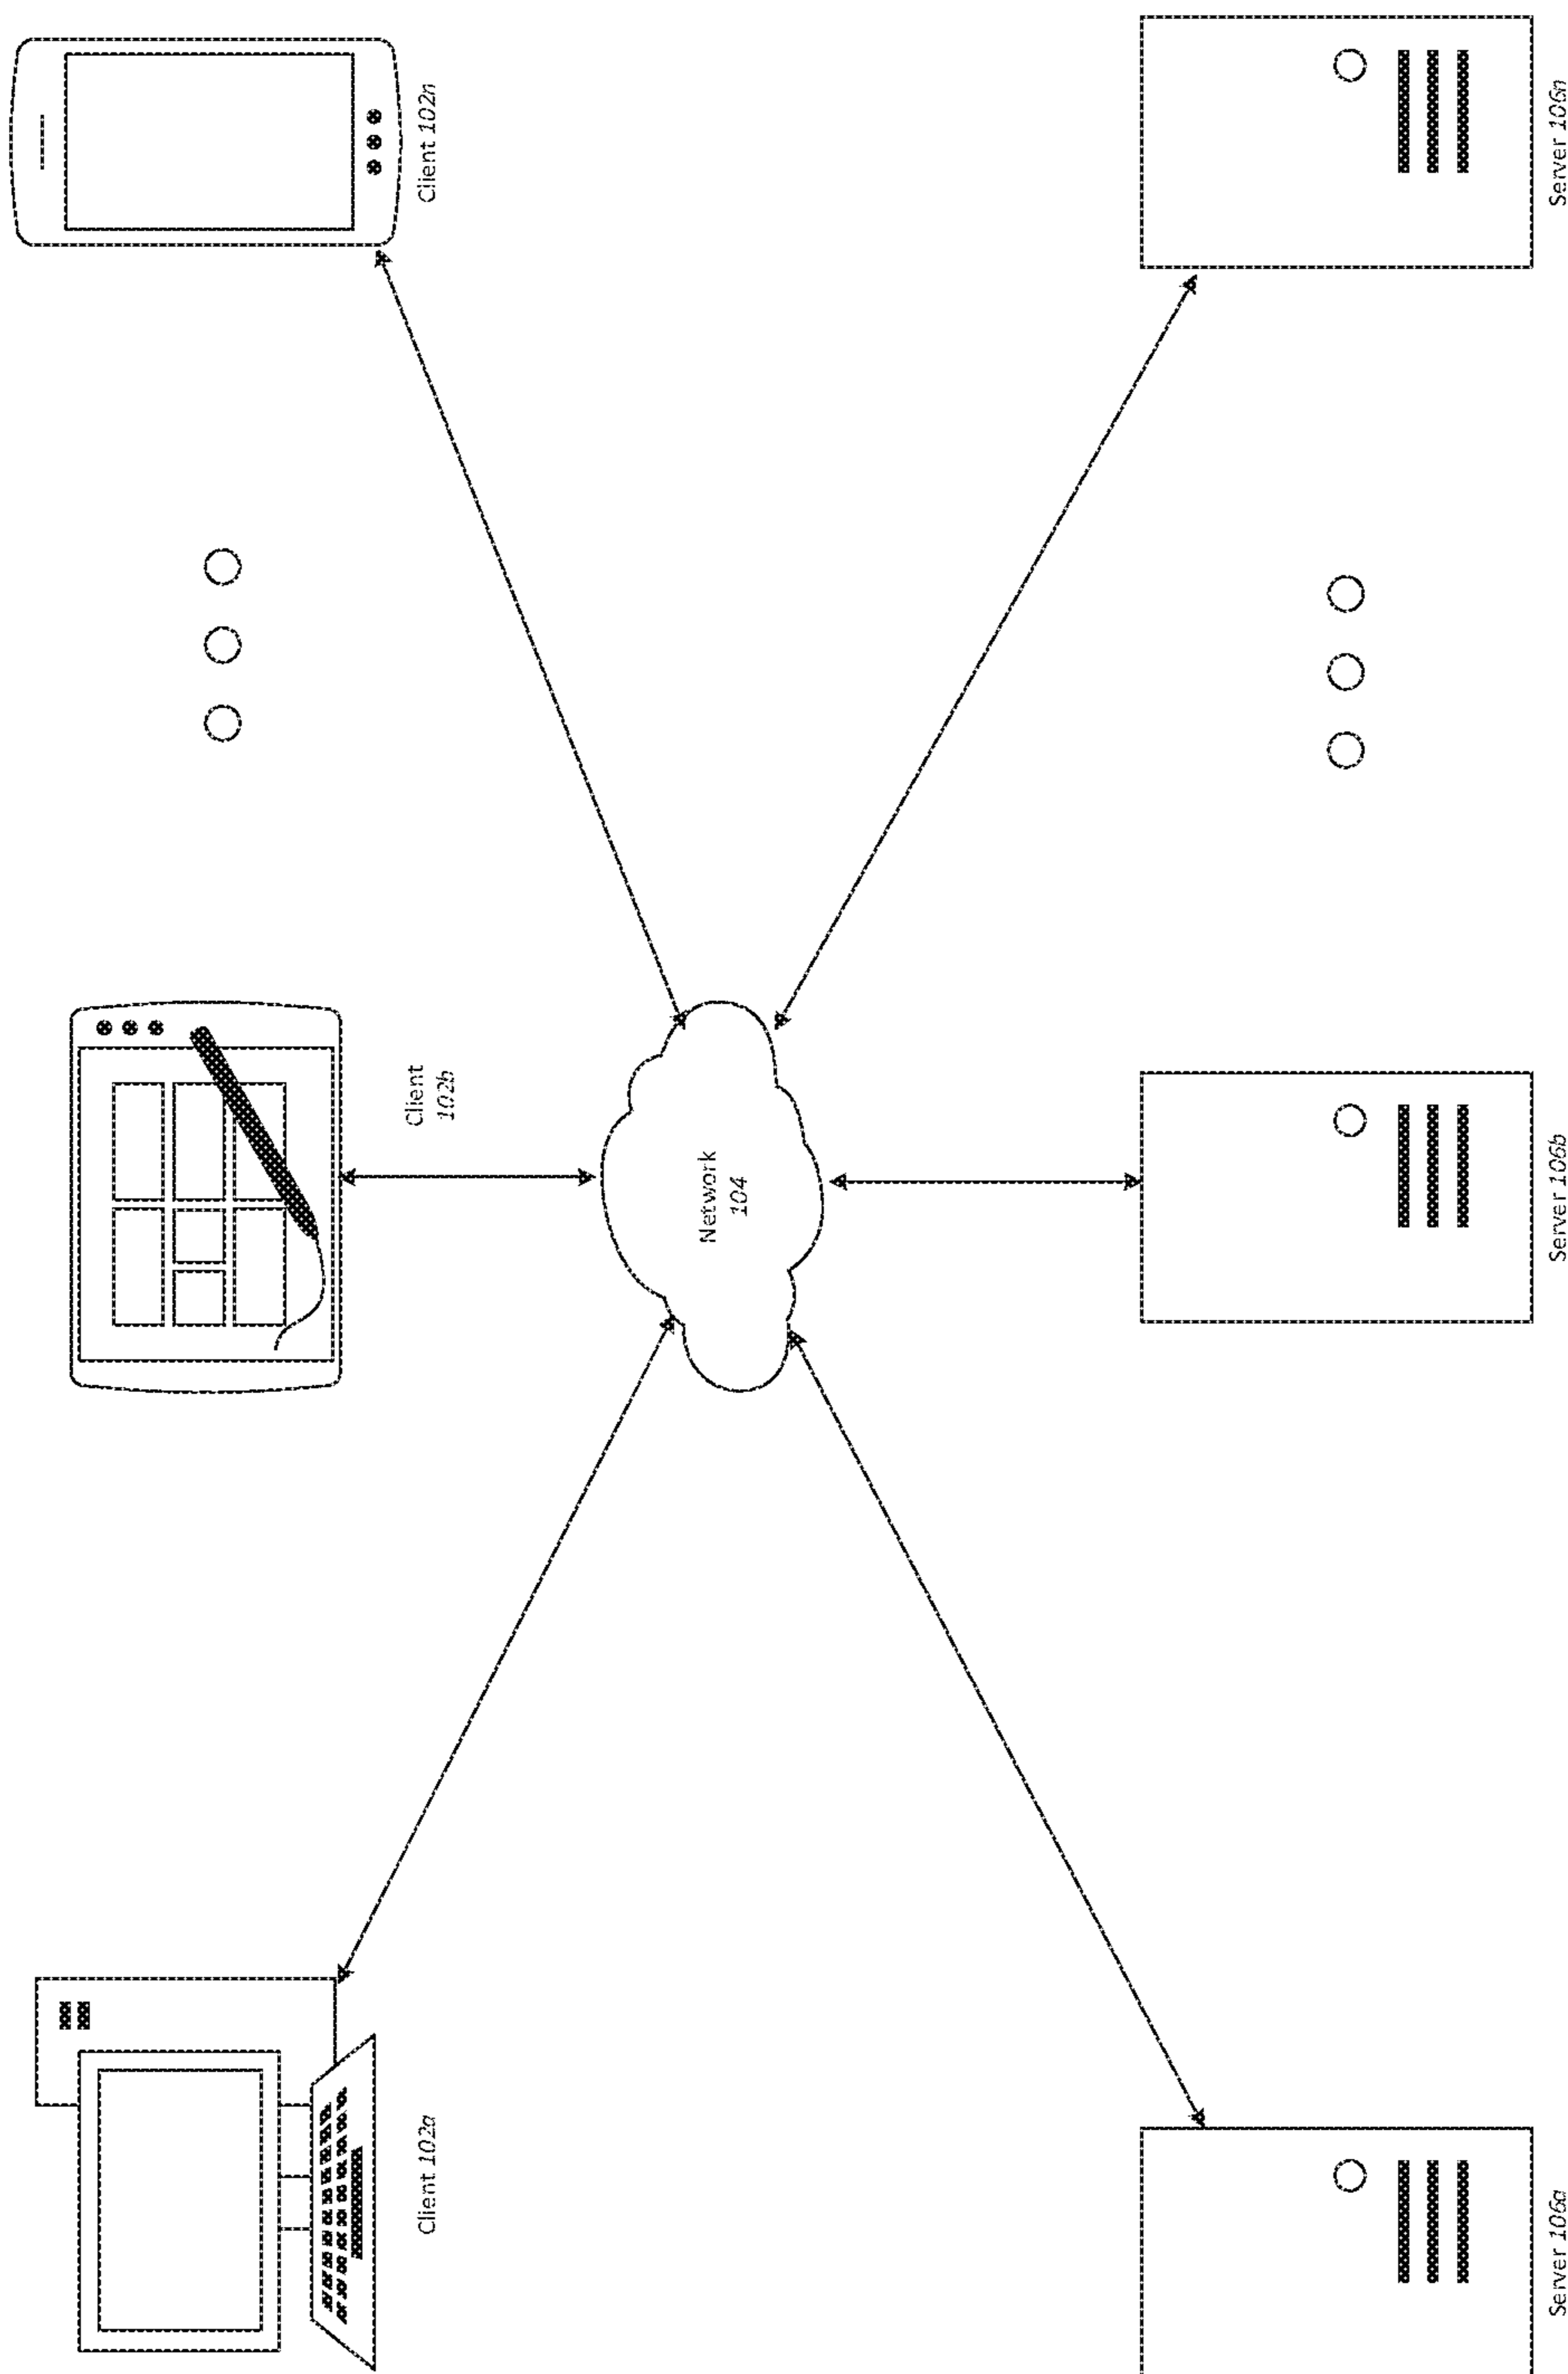 Client 102a
Client
102b
Client 102n
Network
104
Server 106a
Server 106b
Server 106n